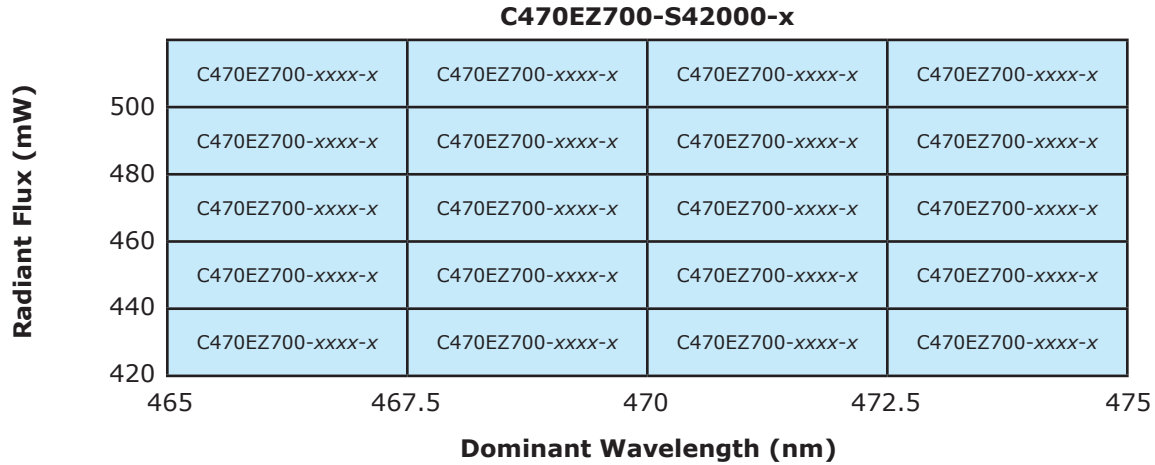 C470EZ700-S42000-x
Radiant Flux (mW)
C470EZ700-xxxx-x C470EZ700-xxxx-x C470EZ700-xxxx-x C470EZ700-xxxx-x
500
C470EZ700-xxxx-x C470EZ700-xxxx-x C470EZ700-xxxx-x C470EZ700-xxxx-x
480
C470EZ700-xxxx-x C470EZ700-xxxx-x C470EZ700-xxxx-x C470EZ700-xxxx-x
460
C470EZ700-xxxx-x C470EZ700-xxxx-x C470EZ700-xxxx-x C470EZ700-xxxx-x
440
C470EZ700-xxxx-x C470EZ700-xxxx-x C470EZ700-xxxx-x C470EZ700-xxxx-x
420
465 467.5 470 472.5 475
Dominant Wavelength (nm)